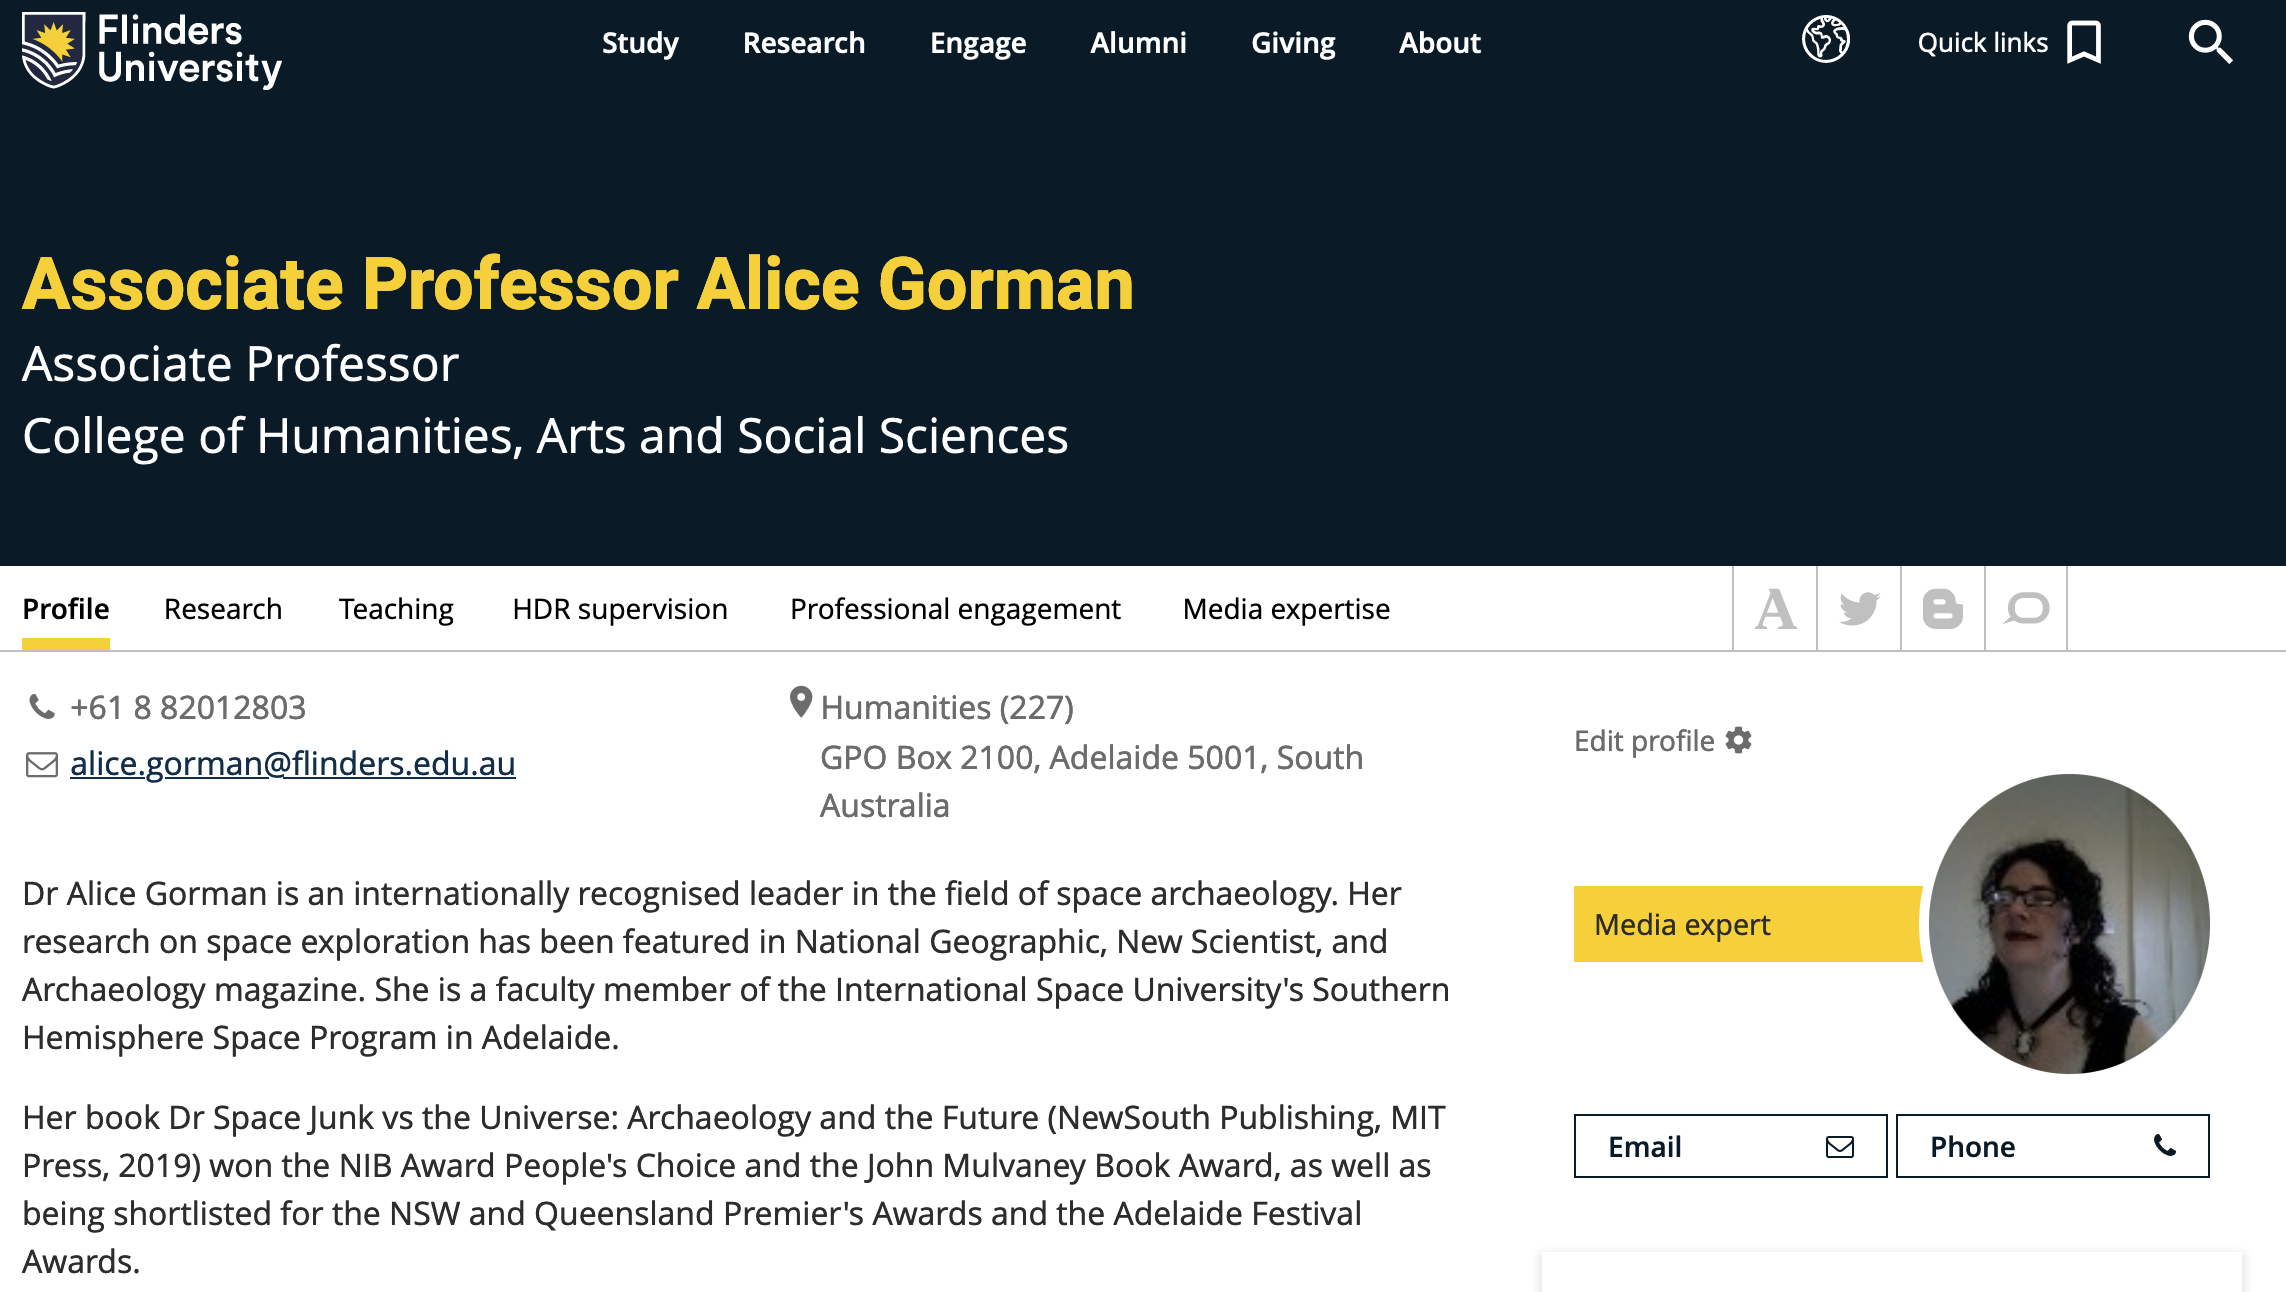 Flinders
University
Study
Research
Engage
Alumni
Giving
About
Quick links
Associate Professor Alice Gorman
Associate Professor
College of Humanities, Arts and Social Sciences
Profile
Research
Teaching
HDR supervision
Professional engagement
Media expertise
+61 8 82012803
alice.gorman@flinders.edu.au
Humanities (227)
GPO Box 2100, Adelaide 5001, South
Australia
Edit profile
Dr Alice Gorman is an internationally recognised leader in the field of space archaeology. Her
research on space exploration has been featured in National Geographic, New Scientist, and
Archaeology magazine. She is a faculty member of the International Space University's Southern
Hemisphere Space Program in Adelaide.
Her book Dr Space Junk vs the Universe: Archaeology and the Future (NewSouth Publishing, MIT
Press, 2019) won the NIB Award People's Choice and the John Mulvaney Book Award, as well as
being shortlisted for the NSW and Queensland Premier's Awards and the Adelaide Festival
Awards.
Media expert
Email
Phone